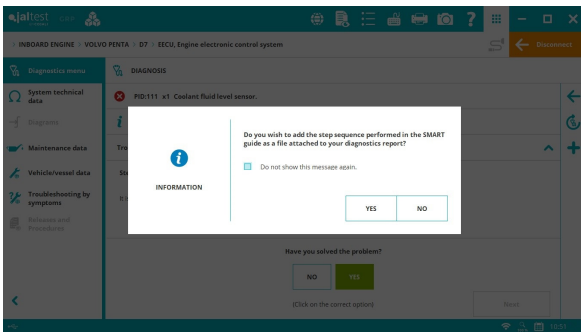 jaltest
› INBOARD ENGINE › VOLVO PENTA › D7 › EECU, Engine electronic control system
Disconnect
Diagnostics menu
DIAGNOSIS
System technical data
PID:111 x1 Coolant fluid level sensor.
Diagrams
Maintenance data
Vehicle/vessel data
Troubleshooting by symptoms
Releases and Procedures
Do you wish to add the step sequence performed in the SMART guide as a file attached to your diagnostics report?
Do not show this message again.
INFORMATION
YES
NO
Have you solved the problem?
NO
YES
(Click on the correct option)
Next
10:51